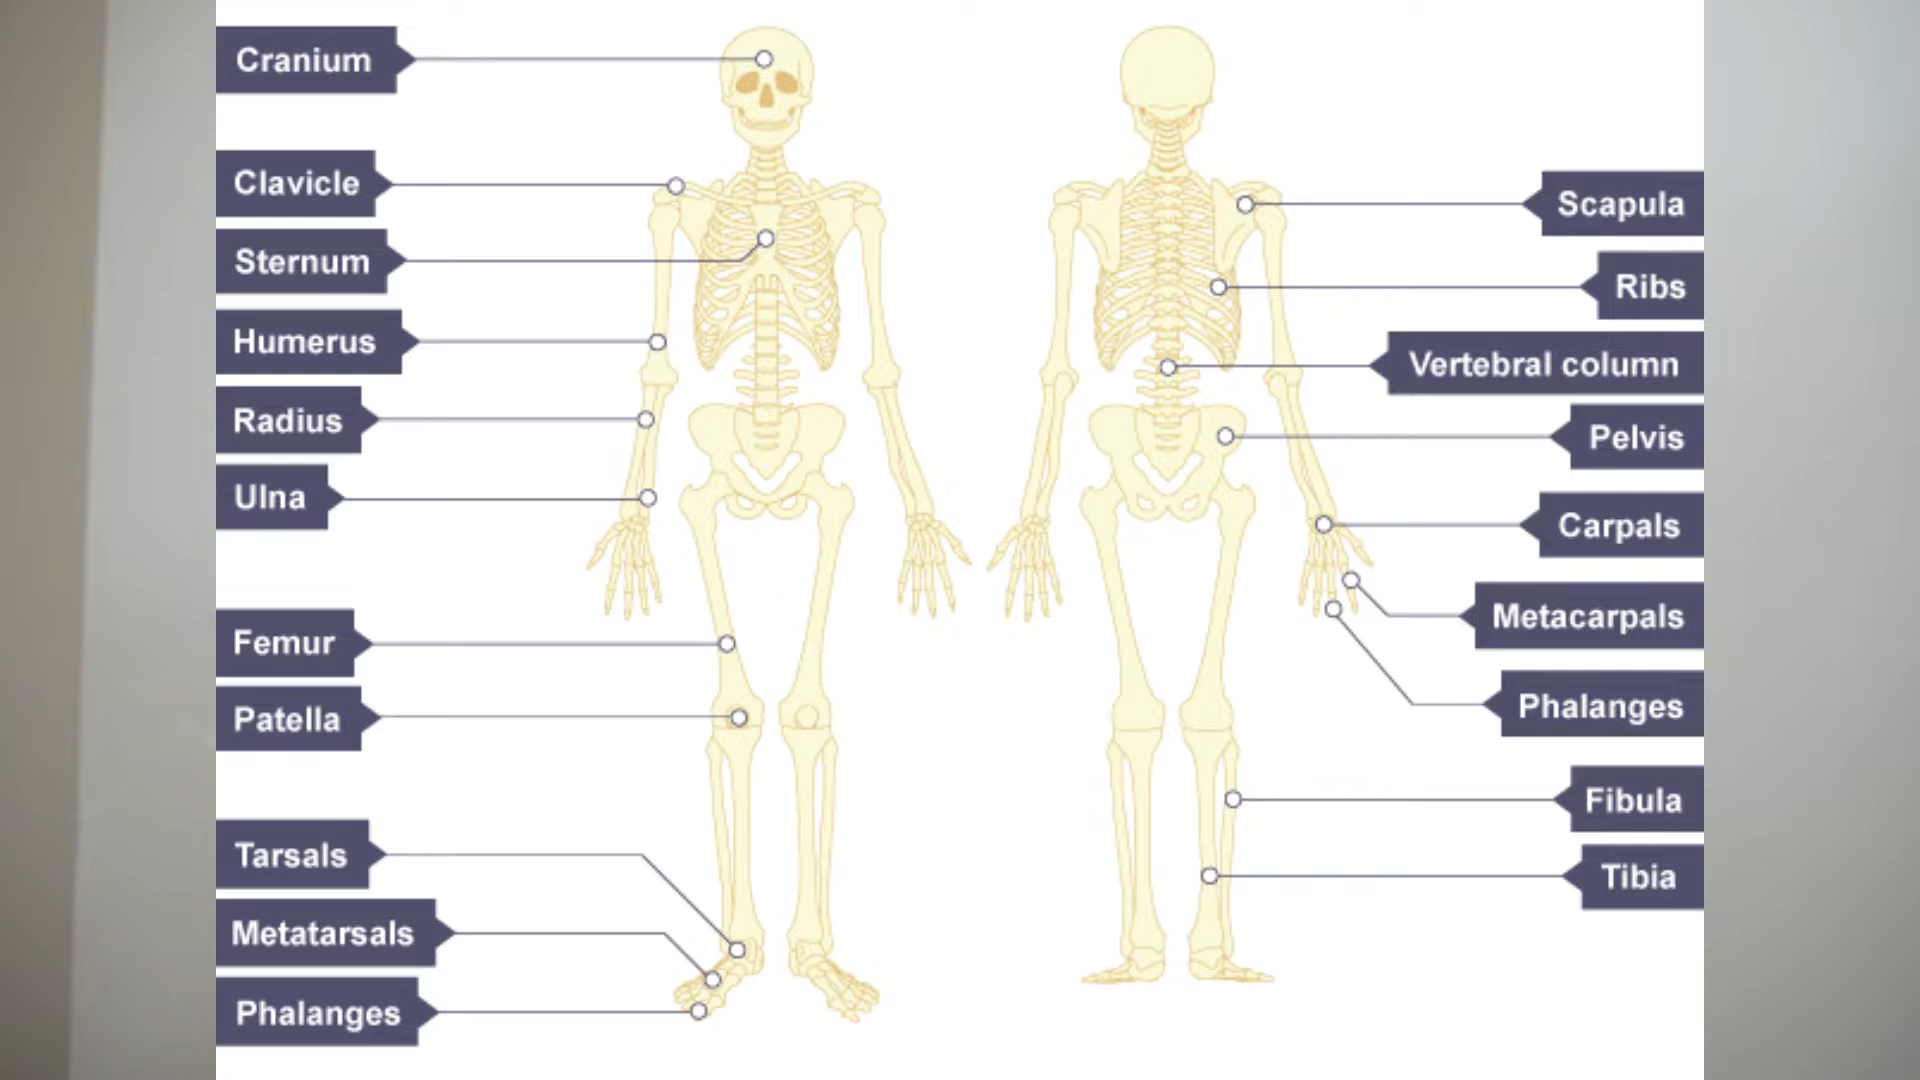 Cranium
Clavicle
Sternum
Humerus
Radius
Ulna
Femur
Patella
Tarsals
Metatarsals
Phalanges
Scapula
Ribs
Vertebral column
Pelvis
Carpals
Metacarpals
Phalanges
Fibula
Tibia